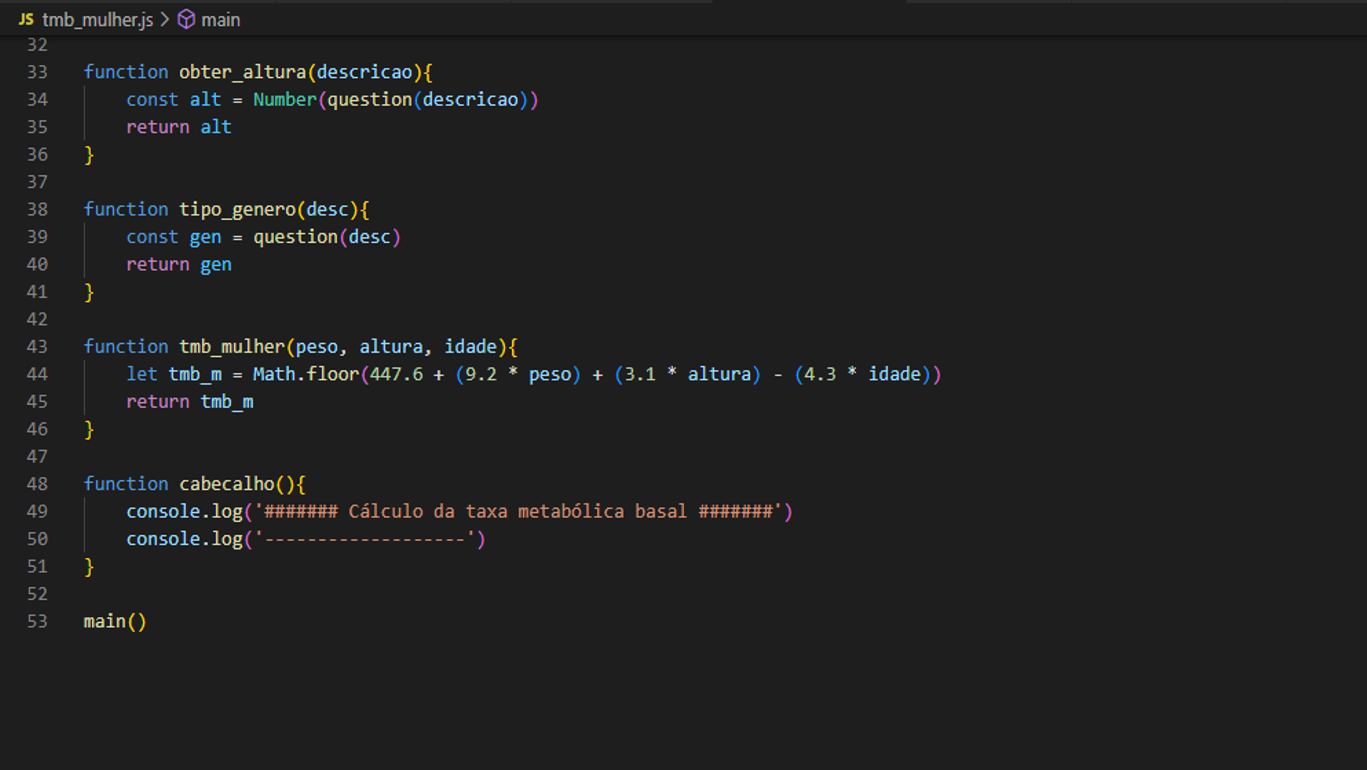 JS tmb_mulher.js > main
32
33 function obter_altura(descricao){
34 const alt = Number(question(descricao))
35 return alt
36 }
37
38 function tipo_genero(desc){
39 const gen = question(desc)
40 return gen
41 }
42
43 function tmb_mulher(peso, altura, idade){
44 let tmb_m = Math.floor(447.6 + (9.2 * peso) + (3.1 * altura) - (4.3 * idade))
45 return tmb_m
46 }
47
48 function cabecalho(){
49 console.log('####### Cálculo da taxa metabólica basal #######')
50 console.log('-------------------')
51 }
52
53 main()